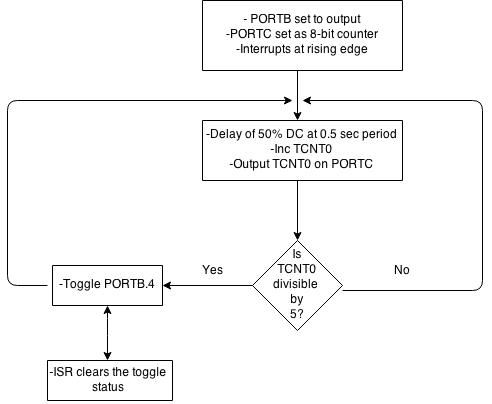 - PORTB set to output
-PORTC set as 8-bit counter
-Interrupts at rising edge
-Delay of 50% DC at 0.5 sec period
-Inc TCNT0
-Output TCNT0 on PORTC
Is
TCNT0
divisible
by
5?
Yes
No
-Toggle PORTB.4
-ISR clears the toggle
status